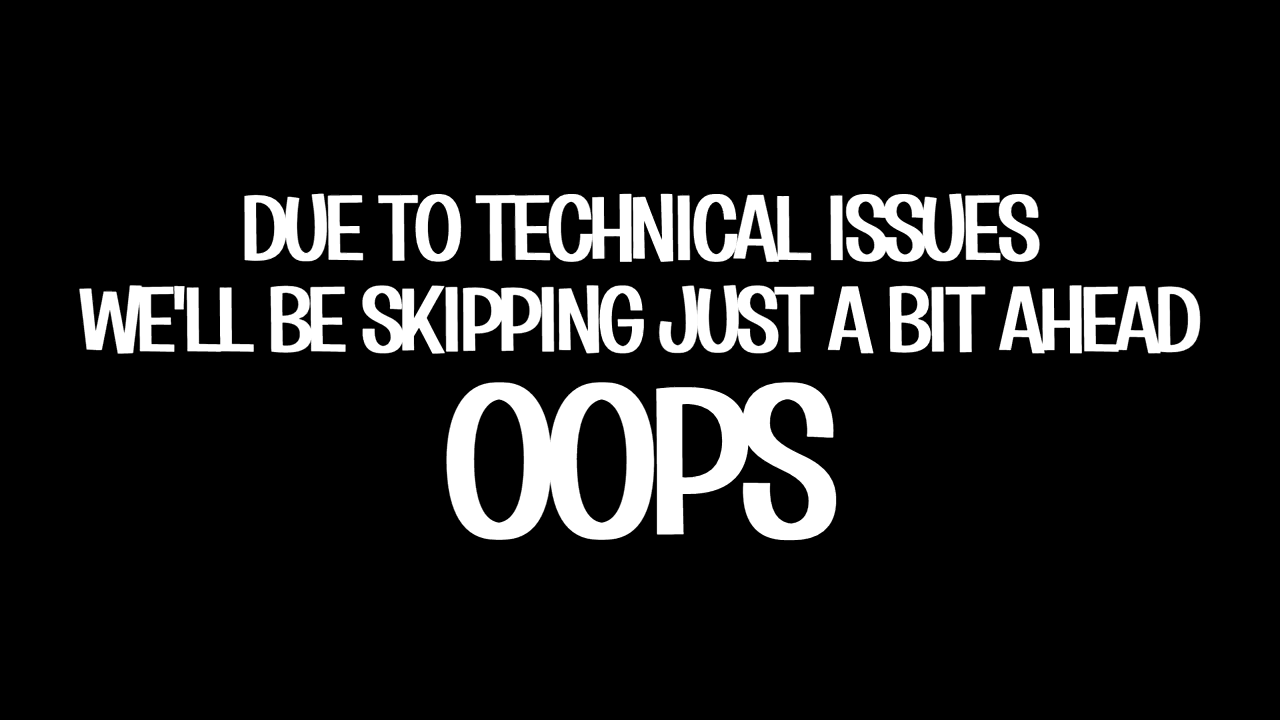 DUE TO TECHNICAL ISSUES
WE'LL BE SKIPPING JUST A BIT AHEAD
OOPS